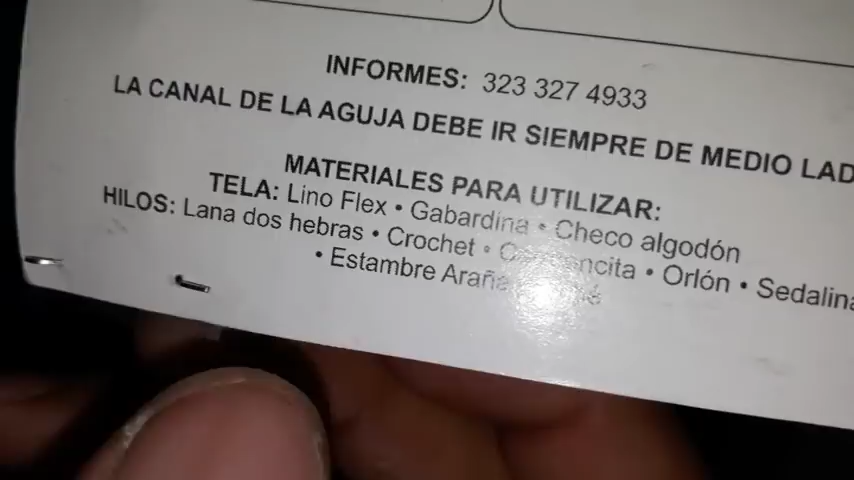 INFORMES: 323 327 4933
LA CANAL DE LA AGUJA DEBE IR SIEMPRE DE MEDIO LAD
MATERIALES PARA UTILIZAR:
TELA: Lino Flex • Gabardina • Checo algodón
HILOS: Lana dos hebras • Crochet • • Orlón • Sedalina
• Estambre Araña